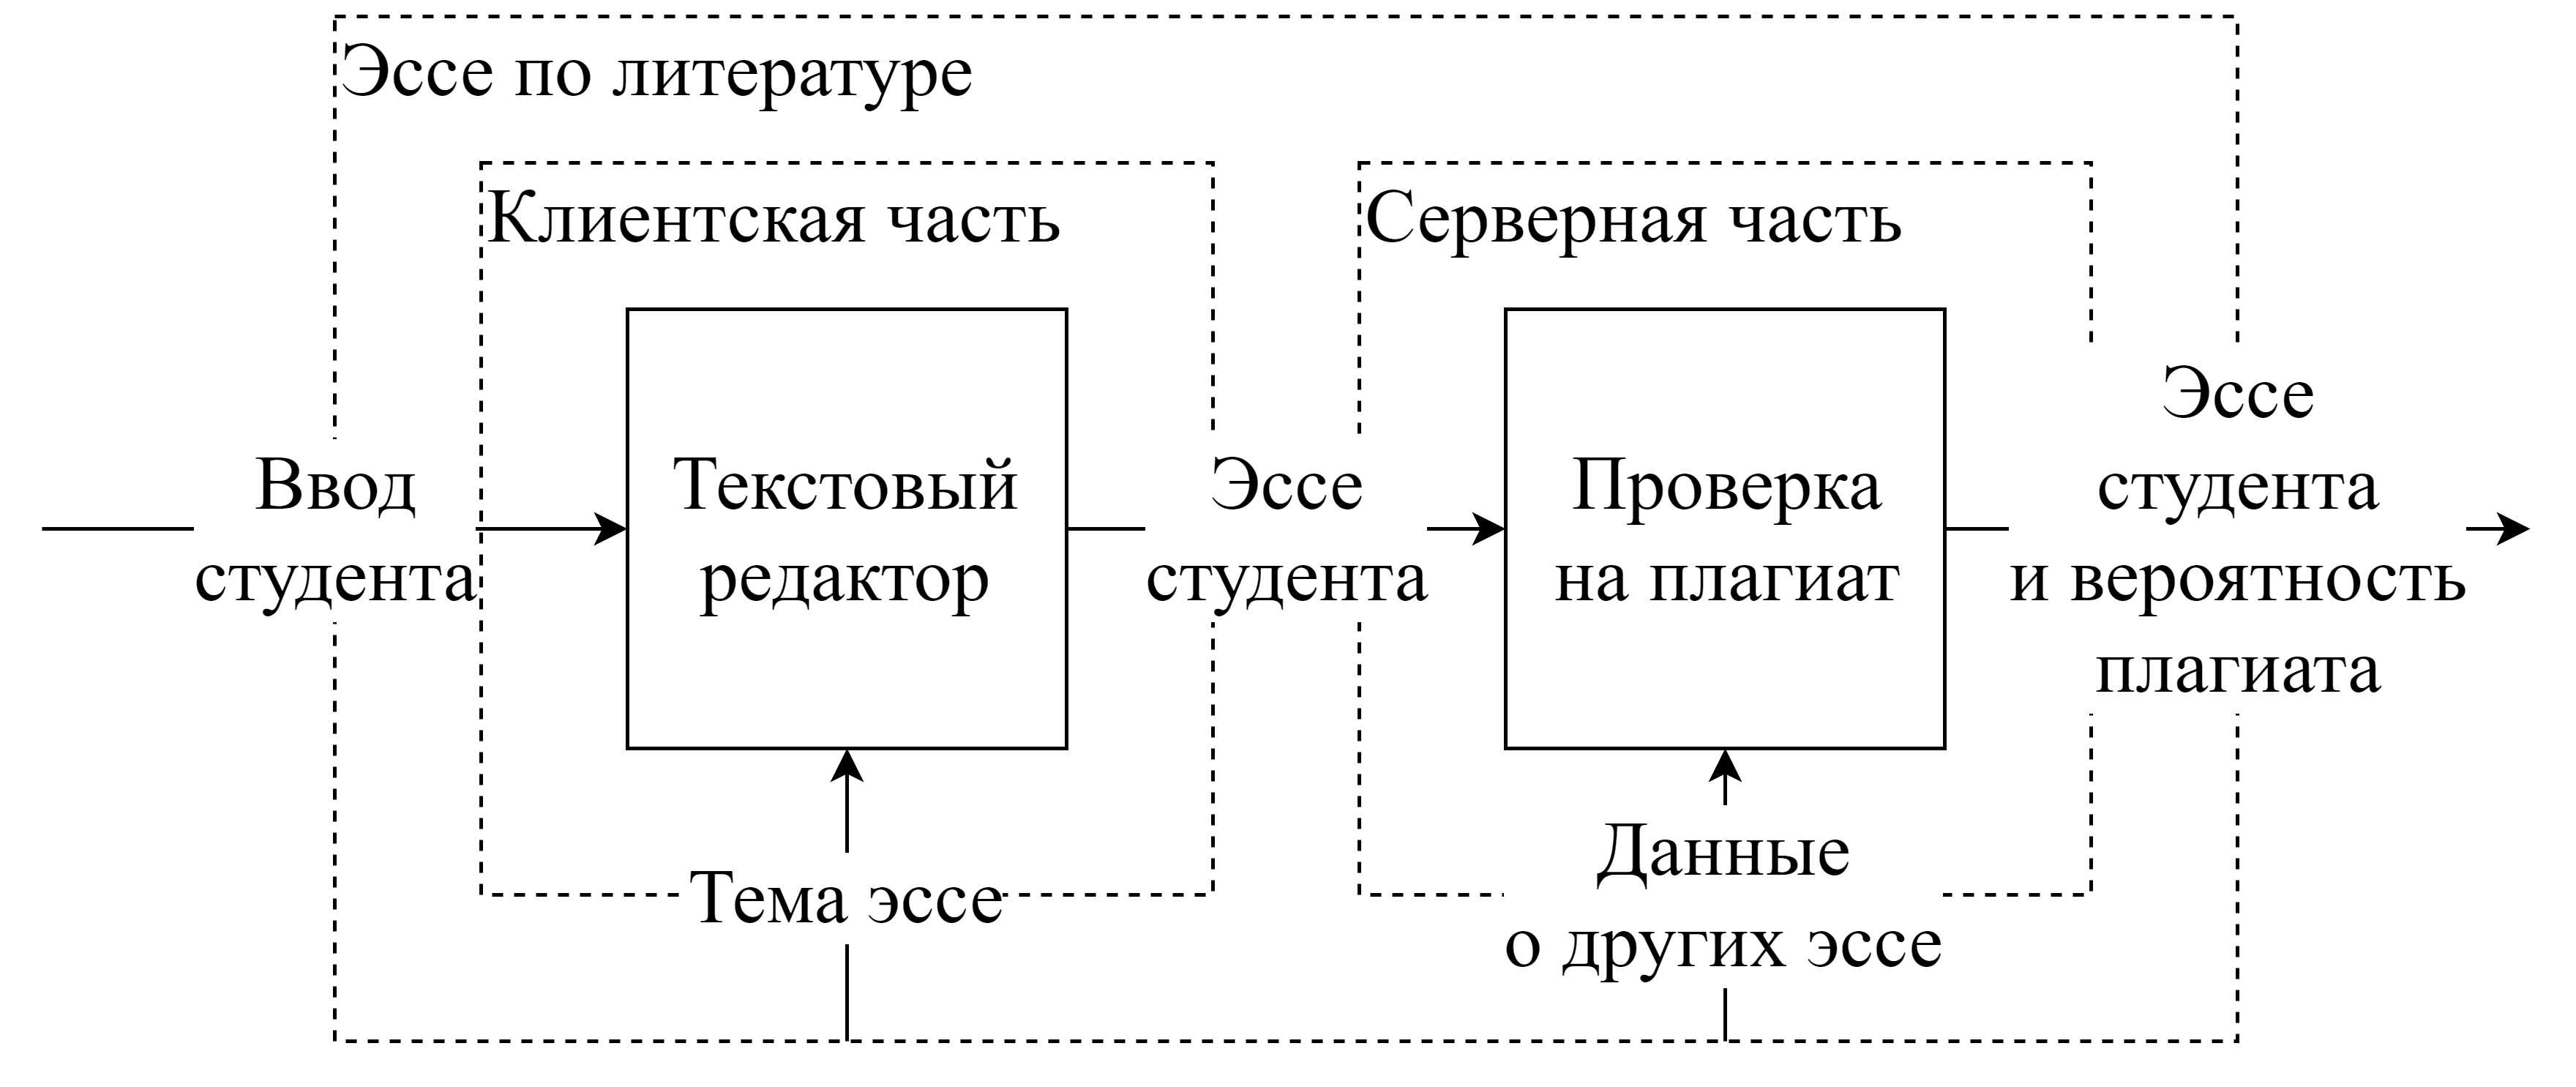 Эссе по литературе
Клиентская часть
Серверная часть
Ввод
студента
Текстовый
редактор
Эссе
студента
Проверка
на плагиат
Эссе
студента
и вероятность
плагиата
Тема эссе
Данные
о других эссе